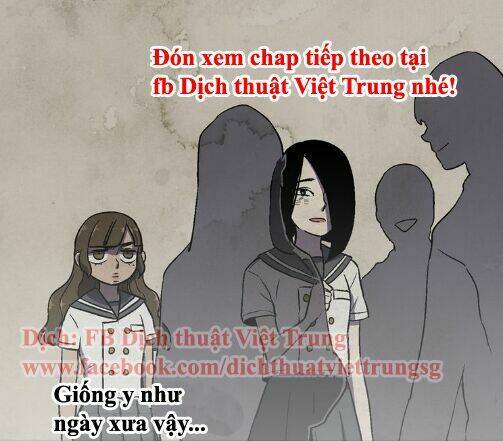 Đón xem chap tiếp theo tại
fb Dịch thuật Việt Trung nhé!
Dịch: FB Dịch thuật Việt Trung
www.facebook.com/dichthuatviettrungsg
Giống y như
ngày xưa vậy...